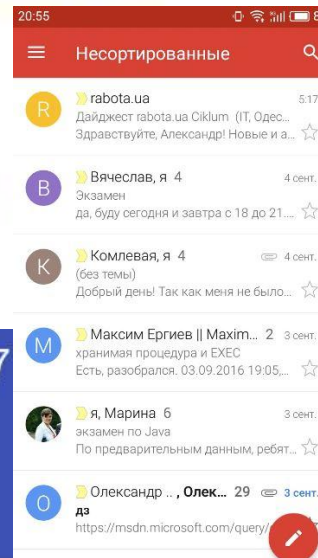 20:55
8
Несортированные
R
rabota.ua
5:17
Дайджест rabota.ua Ciklum (IT, Одес...
Здравствуйте, Александр! Новые и а...
В
Вячеслав, я 4
4 сент.
Экзамен
да, буду сегодня и завтра с 18 до 21....
К
Комлевая, я 4
4 сент.
(без темы)
Добрый день! Так как меня не было...
7
М
Максим Ергиев || Maxim... 2
3 сент.
хранимая процедура и EXEC
Есть, разобрался. 03.09.2016 19:05,...
я, Марина 6
3 сент.
экзамен по Java
По предварительным данным, ребят...
О
Олександр .. , Олек... 29
3 сент.
дз
https://msdn.microsoft.com/query/